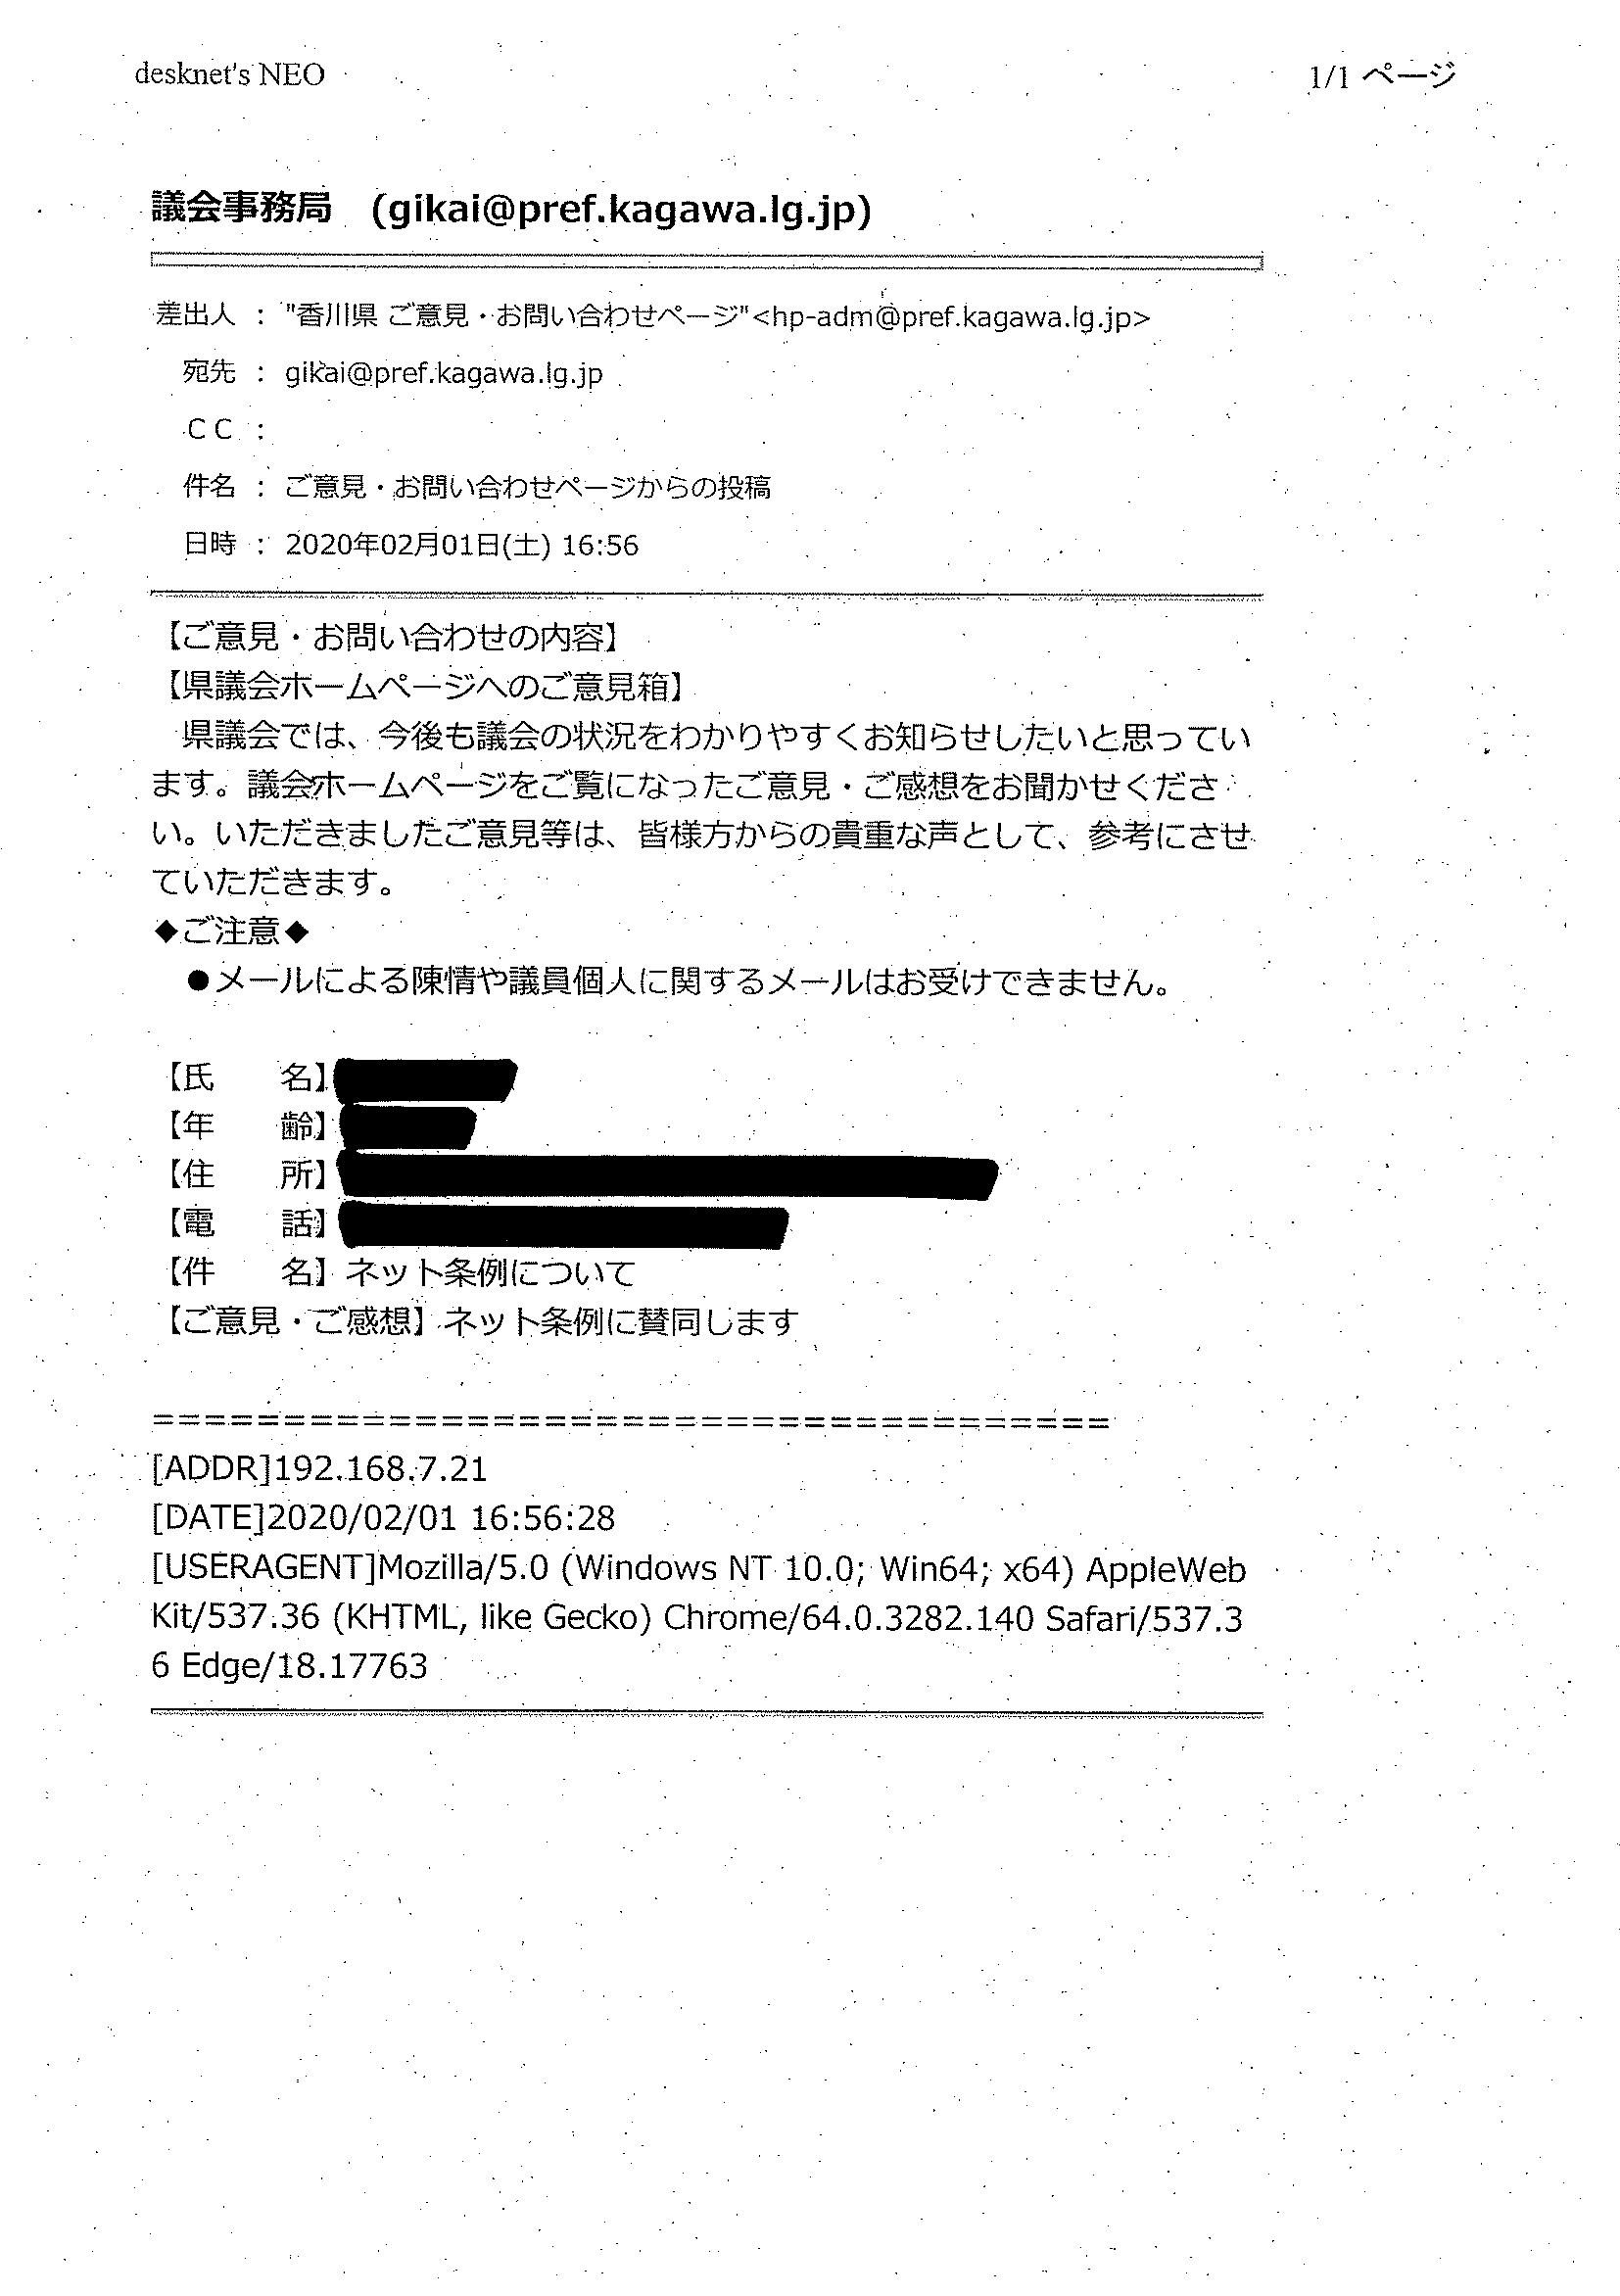 desknet's NEO
1/1 ページ
議会事務局　(gikai@pref.kagawa.lg.jp)
差出人 ： "香川県 ご意見・お問い合わせページ"<hp-adm@pref.kagawa.lg.jp>
宛先 ： gikai@pref.kagawa.lg.jp
ＣＣ ：
件名 ： ご意見・お問い合わせページからの投稿
日時 ： 2020年02月01日(土) 16:56
【ご意見・お問い合わせの内容】
【県議会ホームページへのご意見箱】
　県議会では、今後も議会の状況をわかりやすくお知らせしたいと思ってい
ます。議会ホームページをご覧になったご意見・ご感想をお聞かせくださ
い。いただきましたご意見等は、皆様方からの貴重な声として、参考にさせ
ていただきます。
◆ご注意◆
　●メールによる陳情や議員個人に関するメールはお受けできません。
【氏　　名】
【年　　齢】
【住　　所】
【電　　話】
【件　　名】ネット条例について
【ご意見・ご感想】ネット条例に賛同します
=====================================
[ADDR]192.168.7.21
[DATE]2020/02/01 16:56:28
[USERAGENT]Mozilla/5.0 (Windows NT 10.0; Win64; x64) AppleWeb
Kit/537.36 (KHTML, like Gecko) Chrome/64.0.3282.140 Safari/537.3
6 Edge/18.17763